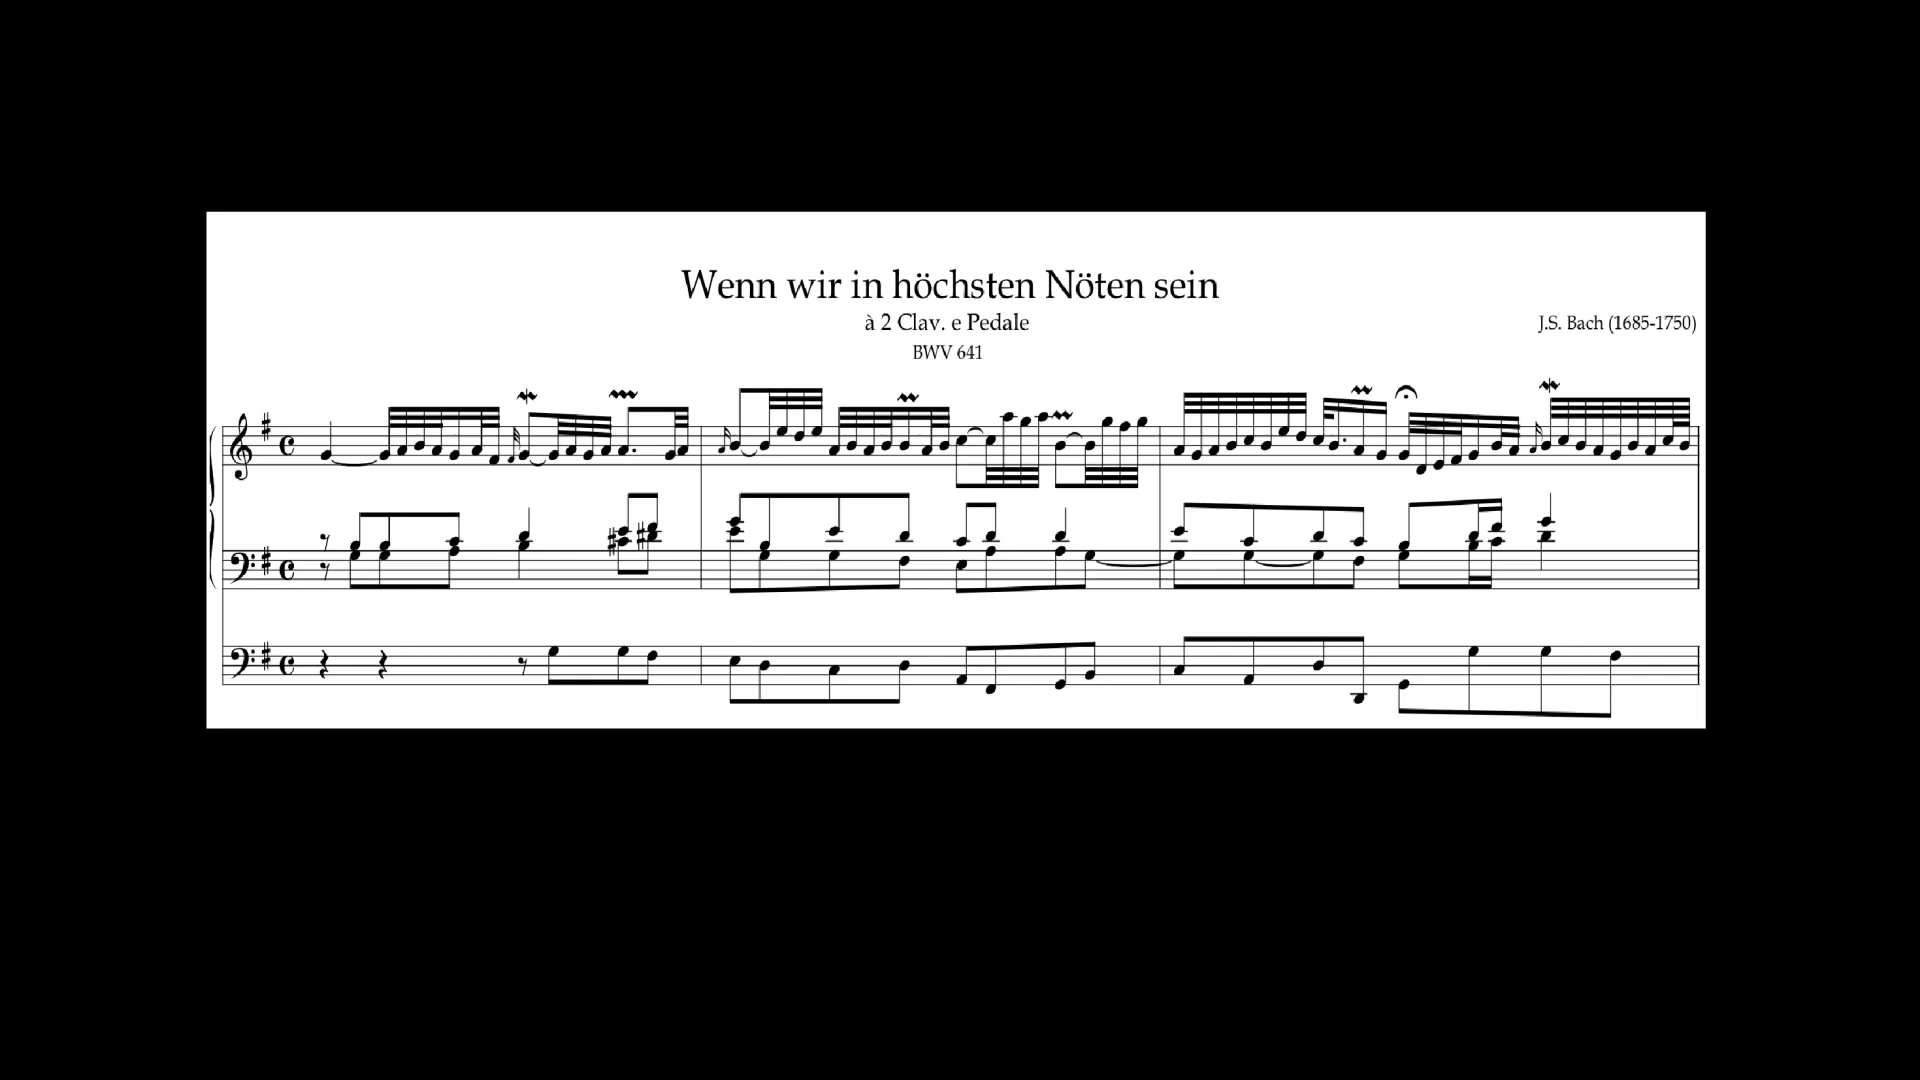 Wenn wir in höchsten Nöten sein
à 2 Clav. e Pedale
J.S. Bach (1685-1750)
BWV 641